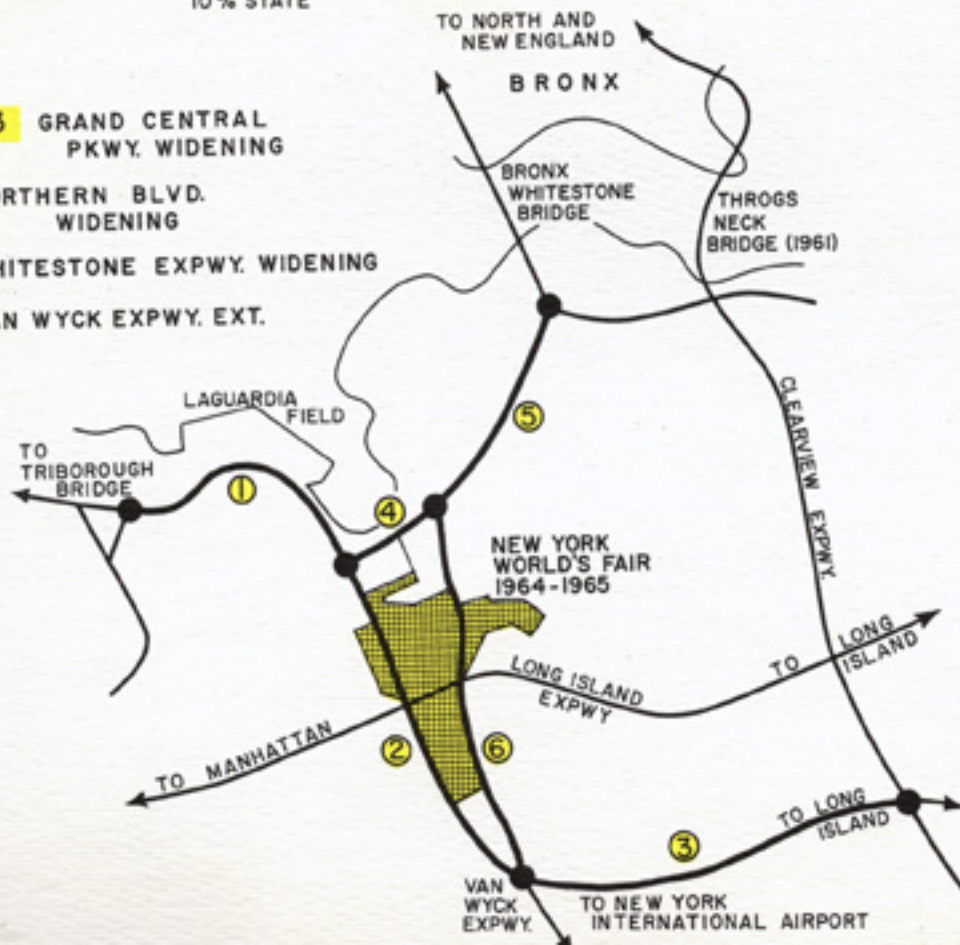 10% STATE
3 GRAND CENTRAL
PKWY. WIDENING
RTHERN BLVD.
WIDENING
HITESTONE EXPWY. WIDENING
N WYCK EXPWY. EXT.
TO NORTH AND
NEW ENGLAND
BRONX
BRONX
WHITESTONE
BRIDGE
THROGS
NECK
BRIDGE (1961)
LAGUARDIA
FIELD
TO
TRIBOROUGH
BRIDGE
1
4
5
CLEARVIEW EXPWY.
NEW YORK
WORLD'S FAIR
1964-1965
LONG ISLAND
EXPWY
TO LONG
ISLAND
TO MANHATTAN
2
6
3
TO LONG
ISLAND
VAN
WYCK
EXPWY.
TO NEW YORK
INTERNATIONAL AIRPORT